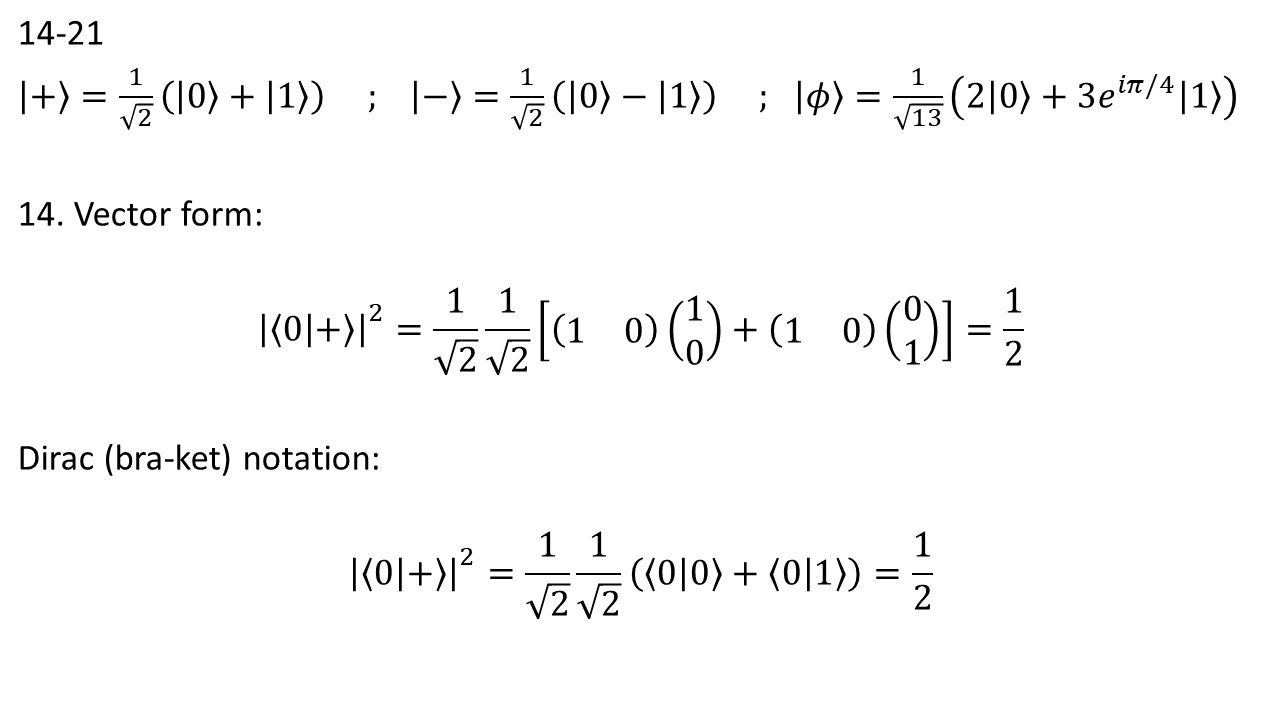 14-21
|+⟩ = 1/√2 (|0⟩ + |1⟩) ; |−⟩ = 1/√2 (|0⟩ − |1⟩) ; |ϕ⟩ = 1/√13 (2|0⟩ + 3e^{iπ/4}|1⟩)
14. Vector form:
|⟨0|+⟩|² = 1/√2 1/√2 [(1 0)(1 0) + (1 0)(0 1)] = 1/2
Dirac (bra-ket) notation:
|⟨0|+⟩|² = 1/√2 1/√2 (⟨0|0⟩ + ⟨0|1⟩) = 1/2